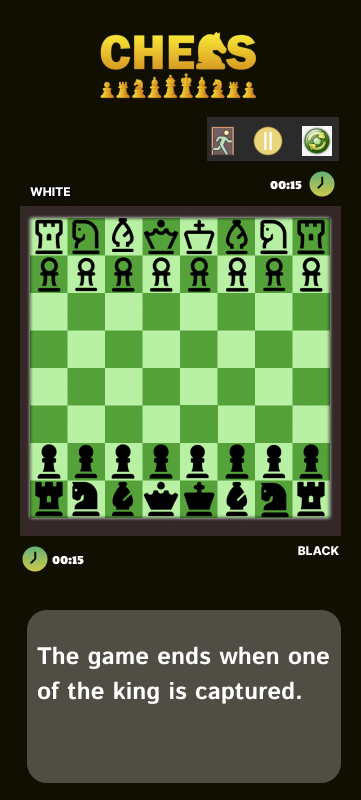 CHESS
00:15
WHITE
BLACK
00:15
The game ends when one
of the king is captured.